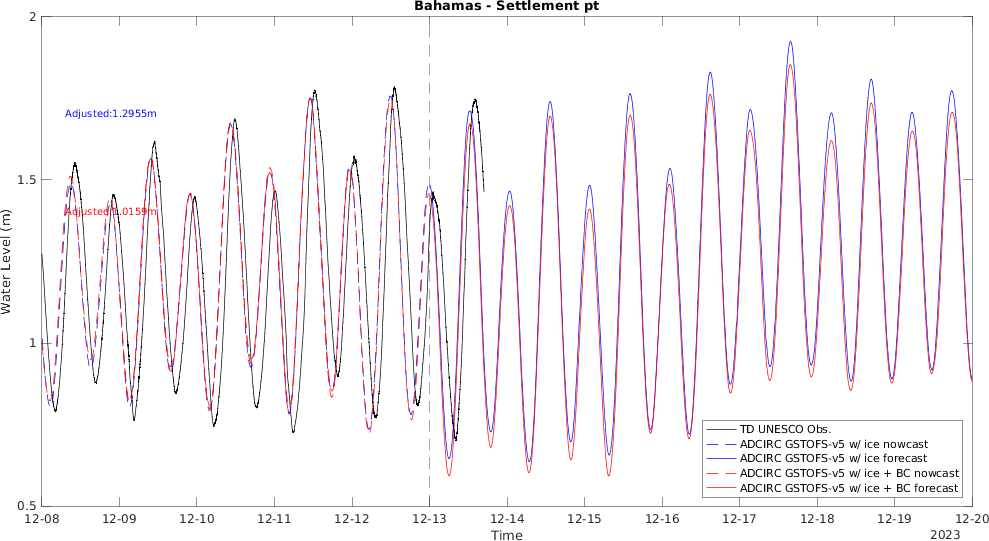 Bahamas - Settlement pt
2
1.5
1
0.5
Water Level (m)
Adjusted:1.2955m
Adjusted:1.0159m
TD UNESCO Obs.
ADCIRC GSTOFS-v5 w/ ice nowcast
ADCIRC GSTOFS-v5 w/ ice forecast
ADCIRC GSTOFS-v5 w/ ice + BC nowcast
ADCIRC GSTOFS-v5 w/ ice + BC forecast
12-08 12-09 12-10 12-11 12-12 12-13 12-14 12-15 12-16 12-17 12-18 12-19 12-20
Time
2023